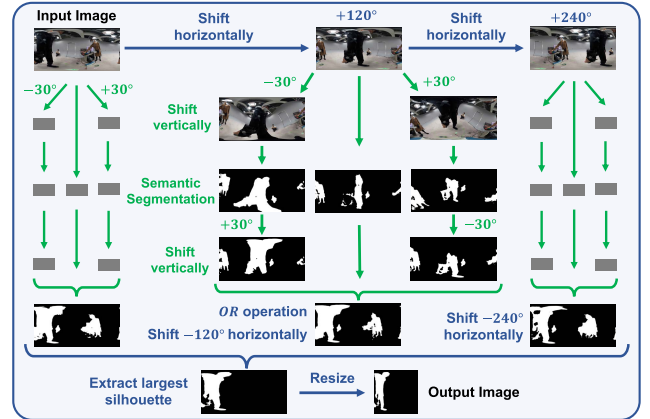 Input Image
Shift
horizontally
+120°
Shift
horizontally
+240°
−30°
+30°
−30°
+30°
Shift
vertically
Semantic
Segmentation
+30°
−30°
Shift
vertically
OR operation
Shift −120° horizontally
Shift −240°
horizontally
Extract largest
silhouette
Resize
Output Image